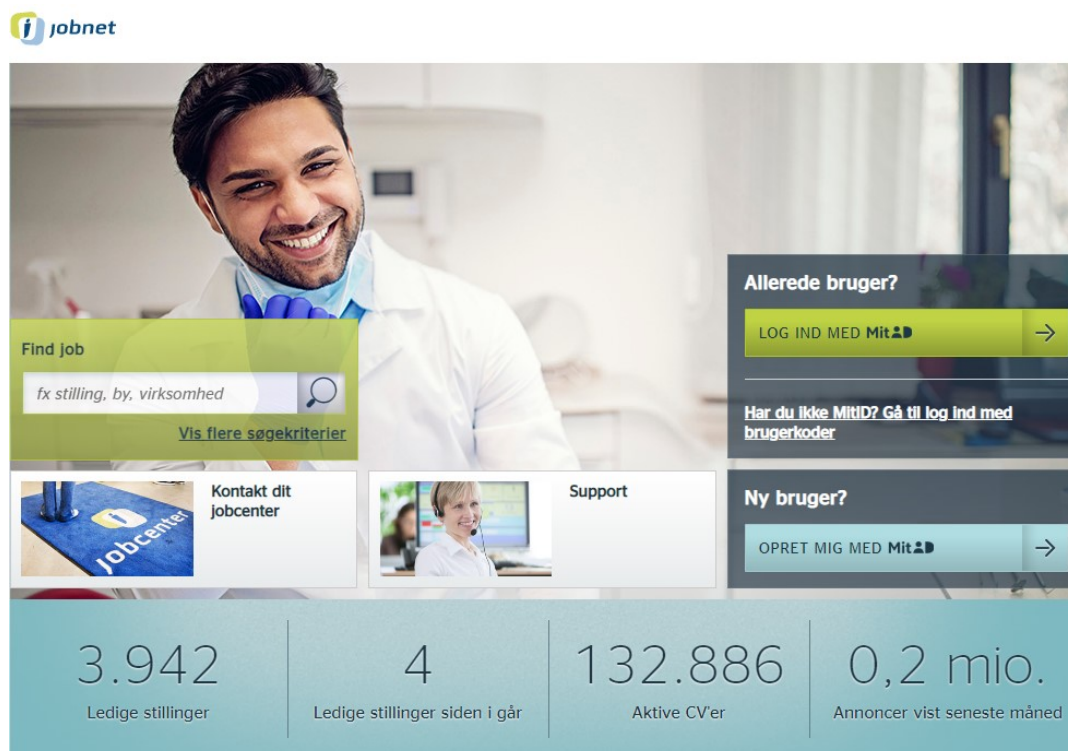 jobnet
Find job
fx stilling, by, virksomhed
Vis flere søgekriterier
Allerede bruger?
LOG IND MED MitID
Har du ikke MitID? Gå til log ind med
brugerkoder
jobcenter
Kontakt dit
jobcenter
Support
Ny bruger?
OPRET MIG MED MitID
3.942
Ledige stillinger
4
Ledige stillinger siden i går
132.886
Aktive CV'er
0,2 mio.
Annoncer vist seneste måned